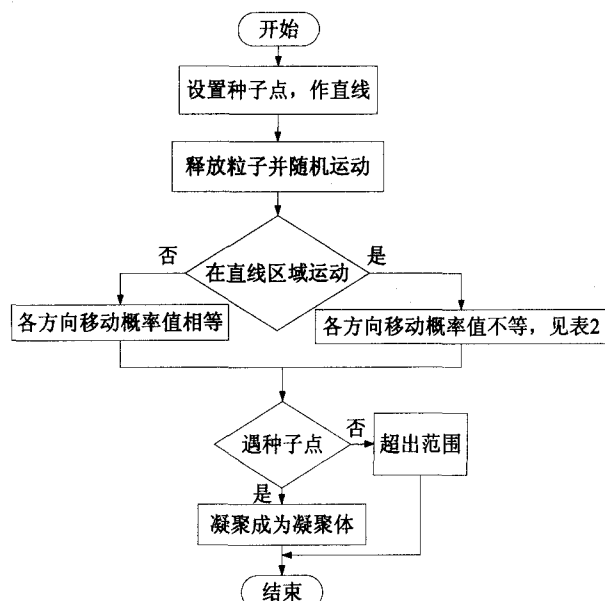 开始
设置种子点，作直线
释放粒子并随机运动
否
是
在直线区域运动
各方向移动概率值相等
各方向移动概率值不等，见表2
遇种子点
否
超出范围
是
凝聚成为凝聚体
结束